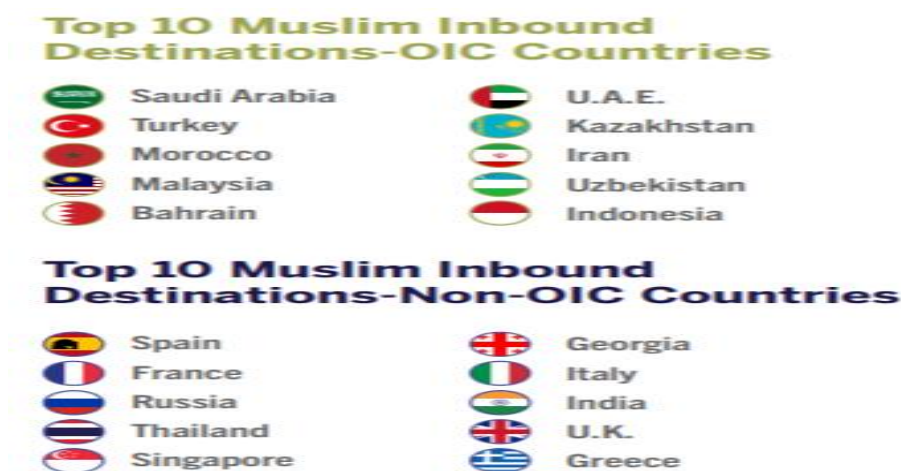 Top 10 Muslim Inbound
Destinations-OIC Countries
Saudi Arabia
Turkey
Morocco
Malaysia
Bahrain
U.A.E.
Kazakhstan
Iran
Uzbekistan
Indonesia
Top 10 Muslim Inbound
Destinations-Non-OIC Countries
Spain
France
Russia
Thailand
Singapore
Georgia
Italy
India
U.K.
Greece